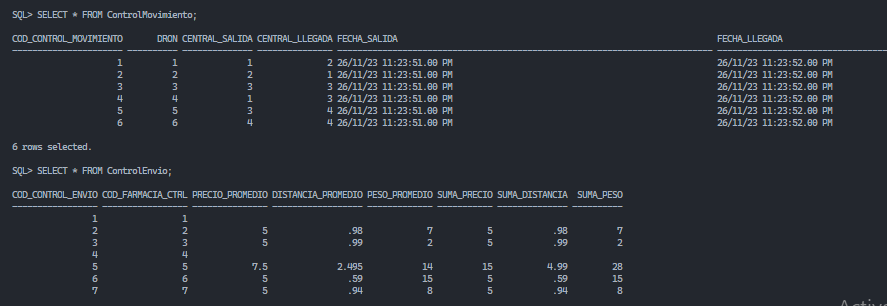 SQL> SELECT * FROM ControlMovimiento;
COD_CONTROL_MOVIMIENTO DRON CENTRAL_SALIDA CENTRAL_LLEGADA FECHA_SALIDA FECHA_LLEGADA
1 1 1 2 26/11/23 11:23:51.00 PM 26/11/23 11:23:52.00 PM
2 2 2 1 26/11/23 11:23:51.00 PM 26/11/23 11:23:52.00 PM
3 3 3 3 26/11/23 11:23:51.00 PM 26/11/23 11:23:52.00 PM
4 4 1 3 26/11/23 11:23:51.00 PM 26/11/23 11:23:52.00 PM
5 5 3 4 26/11/23 11:23:51.00 PM 26/11/23 11:23:52.00 PM
6 6 4 4 26/11/23 11:23:51.00 PM 26/11/23 11:23:52.00 PM
6 rows selected.
SQL> SELECT * FROM ControlEnvio;
COD_CONTROL_ENVIO COD_FARMACIA_CTRL PRECIO_PROMEDIO DISTANCIA_PROMEDIO PESO_PROMEDIO SUMA_PRECIO SUMA_DISTANCIA SUMA_PESO
1 1
2 2 5 .98 7 5 .98 7
3 3 5 .99 2 5 .99 2
4 4
5 5 7.5 2.495 14 15 4.99 28
6 6 5 .59 15 5 .59 15
7 7 5 .94 8 5 .94 8